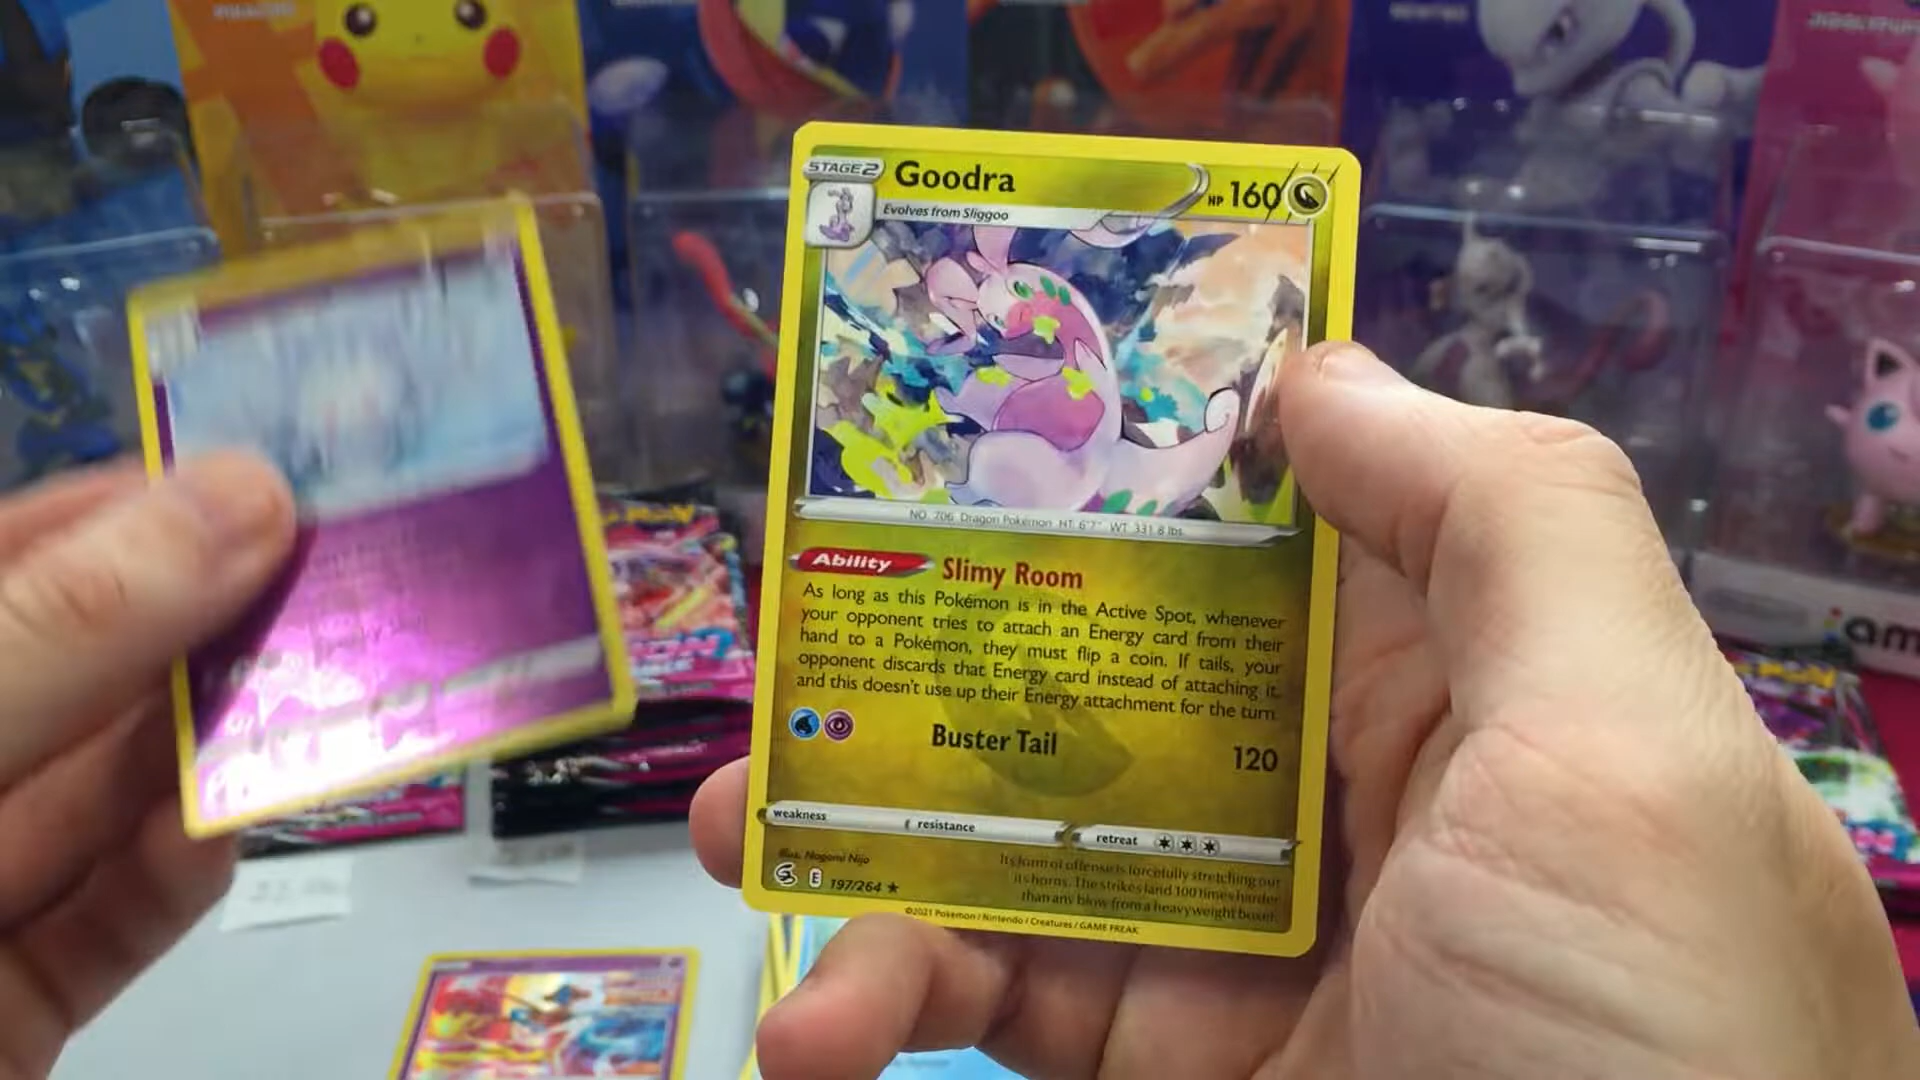 STAGE 2
Goodra
HP 160
Evolves from Sliggoo
NO. 706 Dragon Pokémon HT: 6'7" WT: 331.8 lbs.
Ability
Slimy Room
As long as this Pokémon is in the Active Spot, whenever
your opponent tries to attach an Energy card from their
hand to a Pokémon, they must flip a coin. If tails, your
opponent discards that Energy card instead of attaching it,
and this doesn't use up their Energy attachment for the turn.
Buster Tail
120
weakness
resistance
retreat
Illus. Nagomi Nijo
E
197/264
Its form of offense is forcefully stretching out
its horns. The strikes land 100 times harder
than any blow from a heavyweight boxer.
©2021 Pokémon / Nintendo / Creatures / GAME FREAK